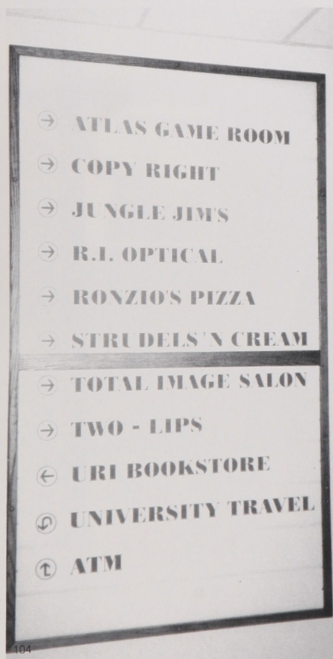 → ATLAS GAME ROOM
→ COPY RIGHT
→ JUNGLE JIM'S
→ R.I. OPTICAL
→ RONZIO'S PIZZA
→ STRUDELS 'N CREAM
→ TOTAL IMAGE SALON
→ TWO - LIPS
← URI BOOKSTORE
↶ UNIVERSITY TRAVEL
↥ ATM
104